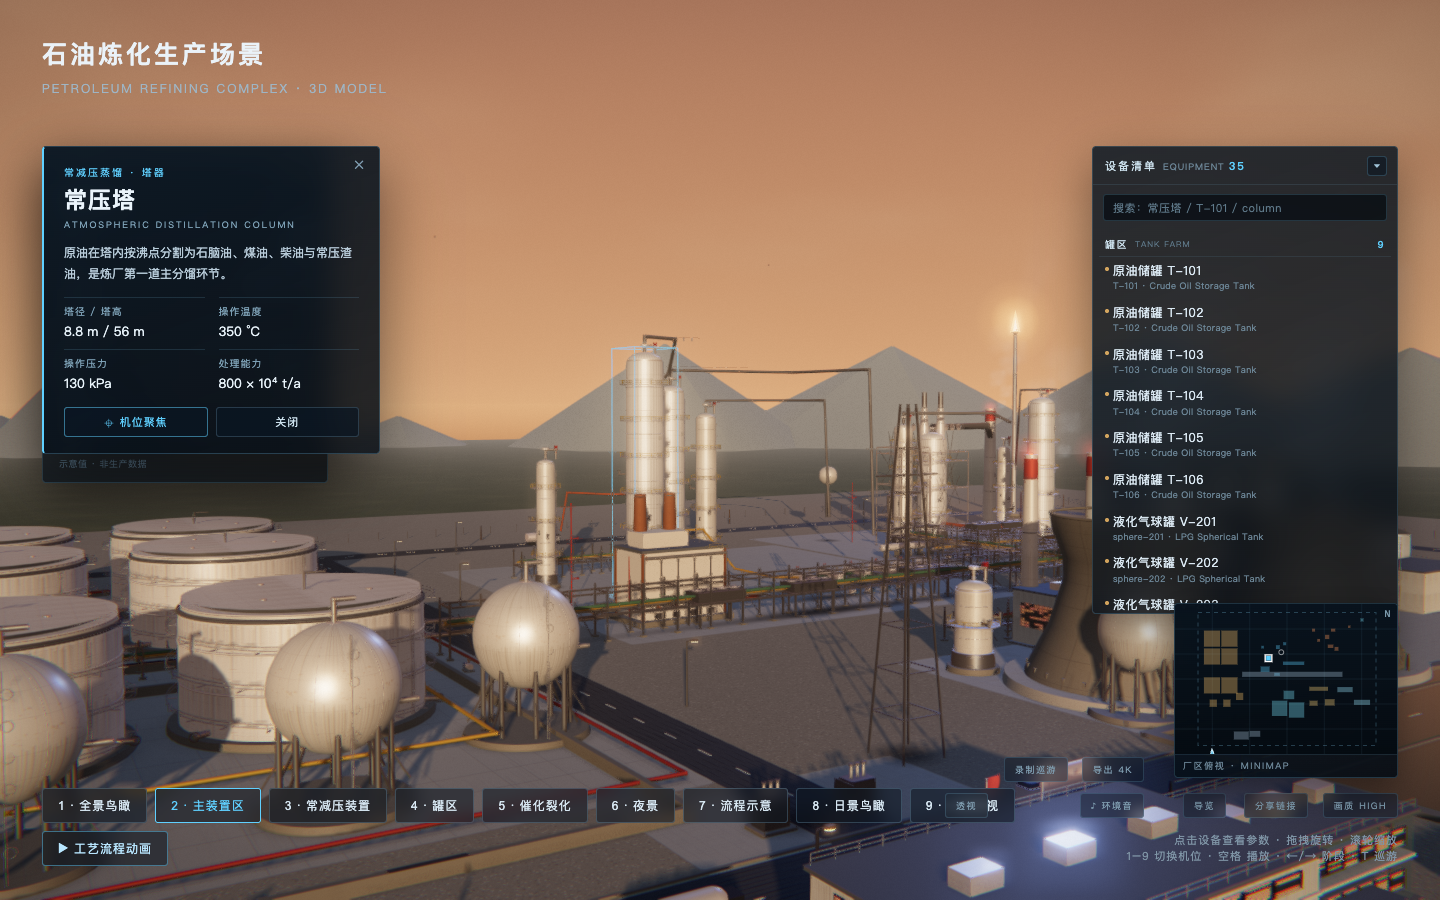 石油炼化生产场景
PETROLEUM REFINING COMPLEX · 3D MODEL
常减压蒸馏 · 塔器
×
常压塔
ATMOSPHERIC DISTILLATION COLUMN
原油在塔内按沸点分割为石脑油、煤油、柴油与常压渣
油，是炼厂第一道主分馏环节。
塔径 / 塔高
8.8 m / 56 m
操作温度
350 °C
操作压力
130 kPa
处理能力
800 × 10⁴ t/a
机位聚焦
关闭
示意值 · 非生产数据
设备清单 EQUIPMENT 35
搜索：常压塔 / T-101 / column
罐区 TANK FARM 9
原油储罐 T-101
T-101 · Crude Oil Storage Tank
原油储罐 T-102
T-102 · Crude Oil Storage Tank
原油储罐 T-103
T-103 · Crude Oil Storage Tank
原油储罐 T-104
T-104 · Crude Oil Storage Tank
原油储罐 T-105
T-105 · Crude Oil Storage Tank
原油储罐 T-106
T-106 · Crude Oil Storage Tank
液化气球罐 V-201
sphere-201 · LPG Spherical Tank
液化气球罐 V-202
sphere-202 · LPG Spherical Tank
液化气球罐
N
厂区俯视 · MINIMAP
录制巡游
导出 4K
1 · 全景鸟瞰
2 · 主装置区
3 · 常减压装置
4 · 罐区
5 · 催化裂化
6 · 夜景
7 · 流程示意
8 · 日景鸟瞰
9 ·
透视
视
♪ 环境音
导览
分享链接
画质 HIGH
▶ 工艺流程动画
点击设备查看参数 · 拖拽旋转 · 滚轮缩放
1–9 切换机位 · 空格 播放 · ←/→ 阶段 · T 巡游